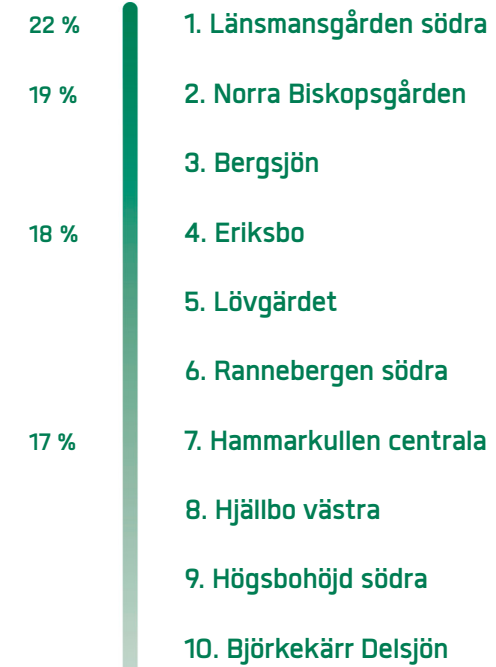 22 % 1. Länsmansgården södra
19 % 2. Norra Biskopsgården
3. Bergsjön
18 % 4. Eriksbo
5. Lövgärdet
6. Rannebergen södra
17 % 7. Hammarkullen centrala
8. Hjällbo västra
9. Högsbohöjd södra
10. Björkekärr Delsjön